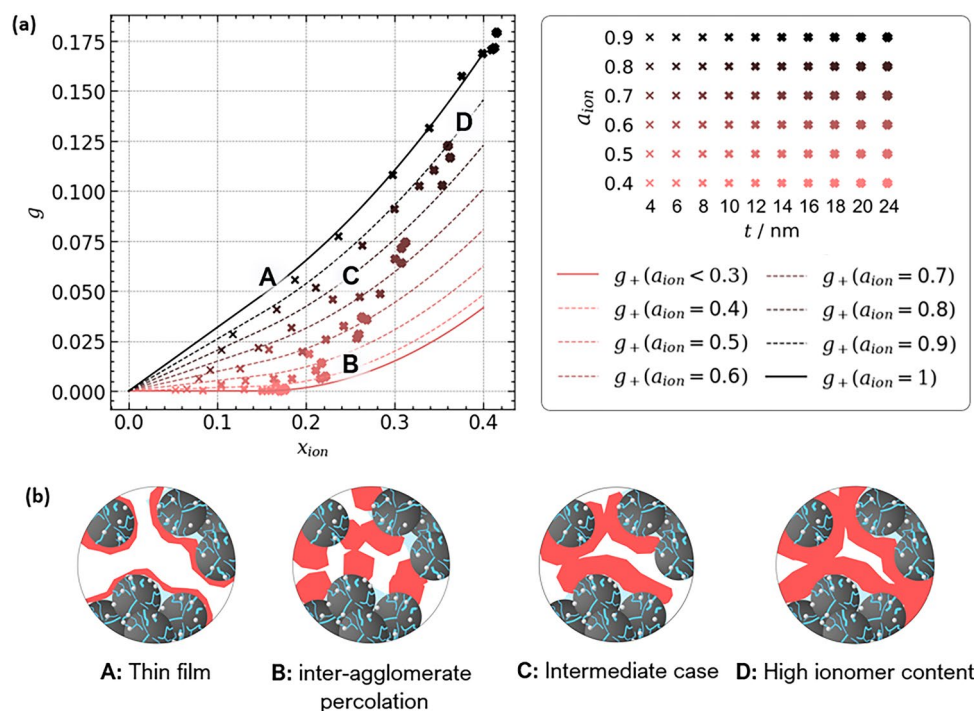 (a)
g
0.175
0.150
0.125
0.100
0.075
0.050
0.025
0.000
0.0 0.1 0.2 0.3 0.4
x_ion
A
B
C
D
a_ion
0.9
0.8
0.7
0.6
0.5
0.4
4 6 8 10 12 14 16 18 20 24
t / nm
g₊(a_ion < 0.3)
g₊(a_ion = 0.4)
g₊(a_ion = 0.5)
g₊(a_ion = 0.6)
g₊(a_ion = 0.7)
g₊(a_ion = 0.8)
g₊(a_ion = 0.9)
g₊(a_ion = 1)
(b)
A: Thin film
B: inter-agglomerate
percolation
C: Intermediate case
D: High ionomer content